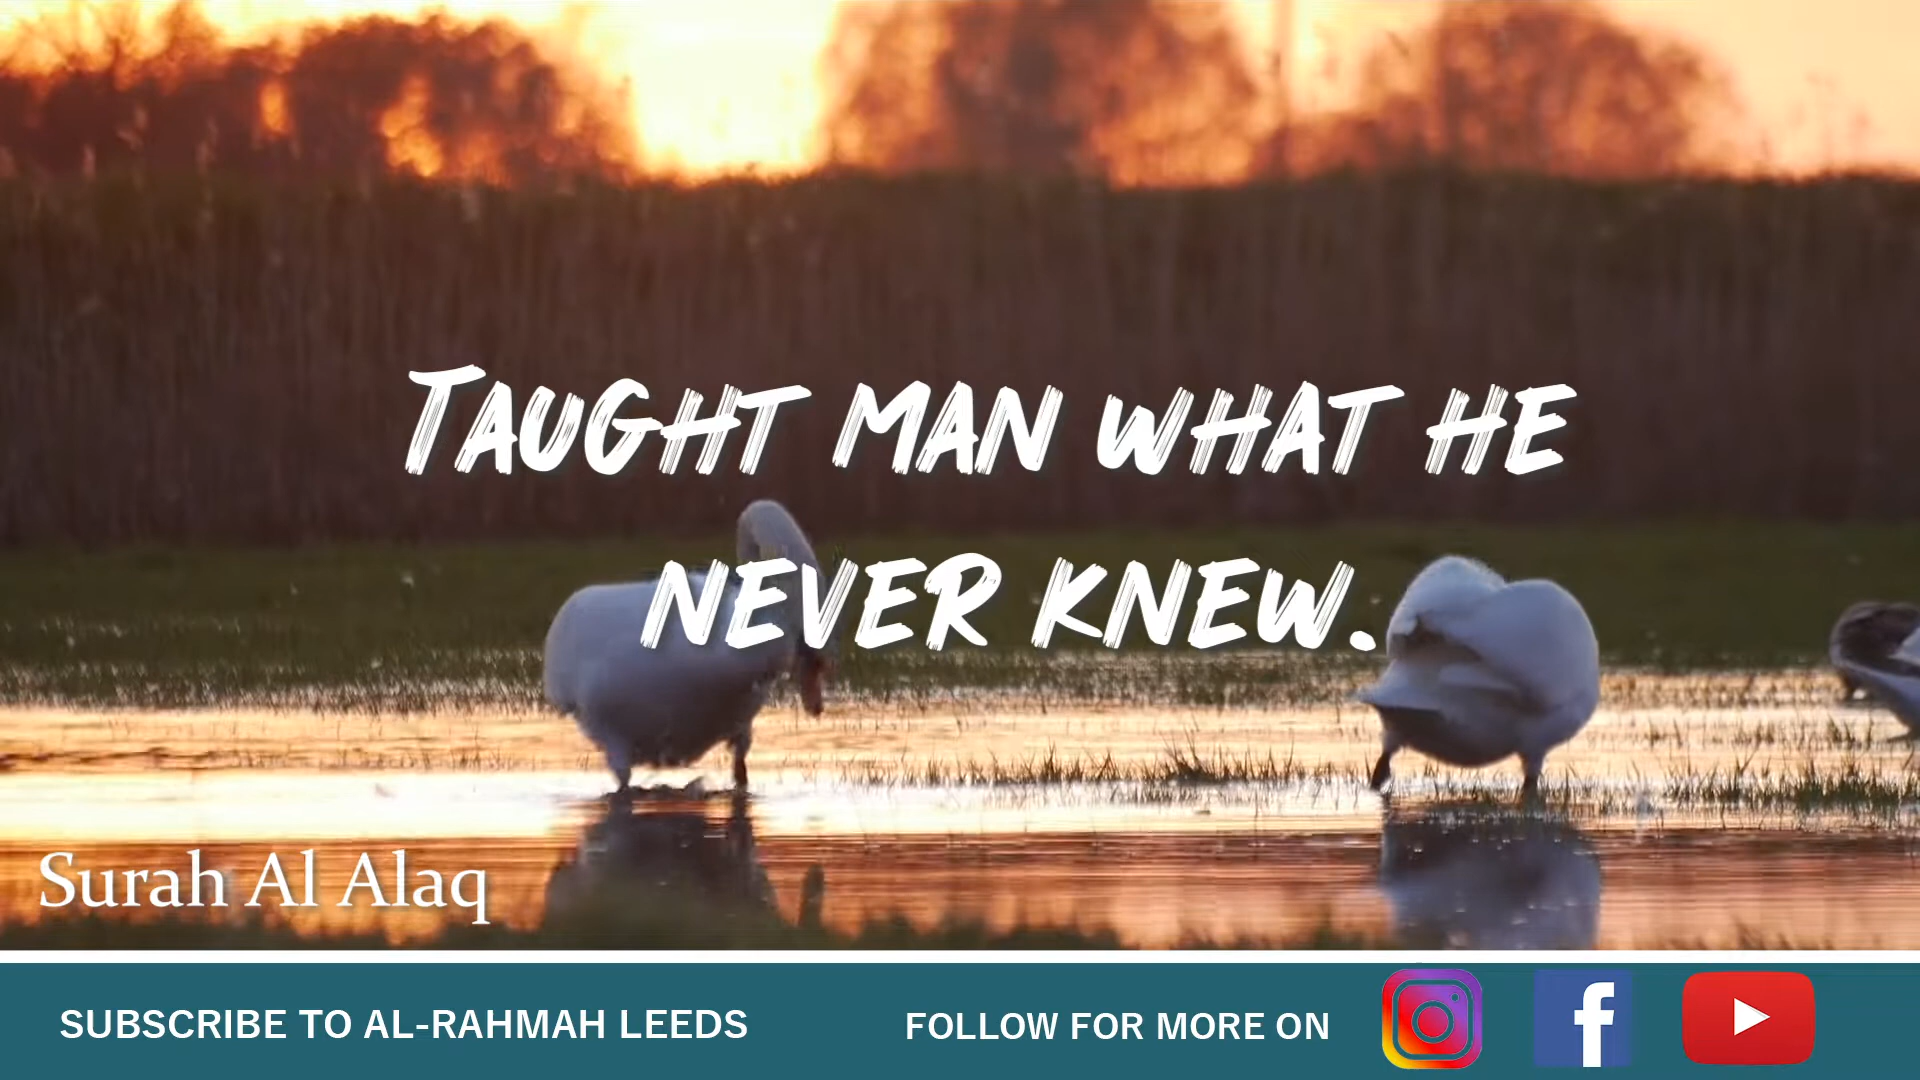 TAUGHT MAN WHAT HE
NEVER KNEW.
Surah Al Alaq
SUBSCRIBE TO AL-RAHMAH LEEDS
FOLLOW FOR MORE ON